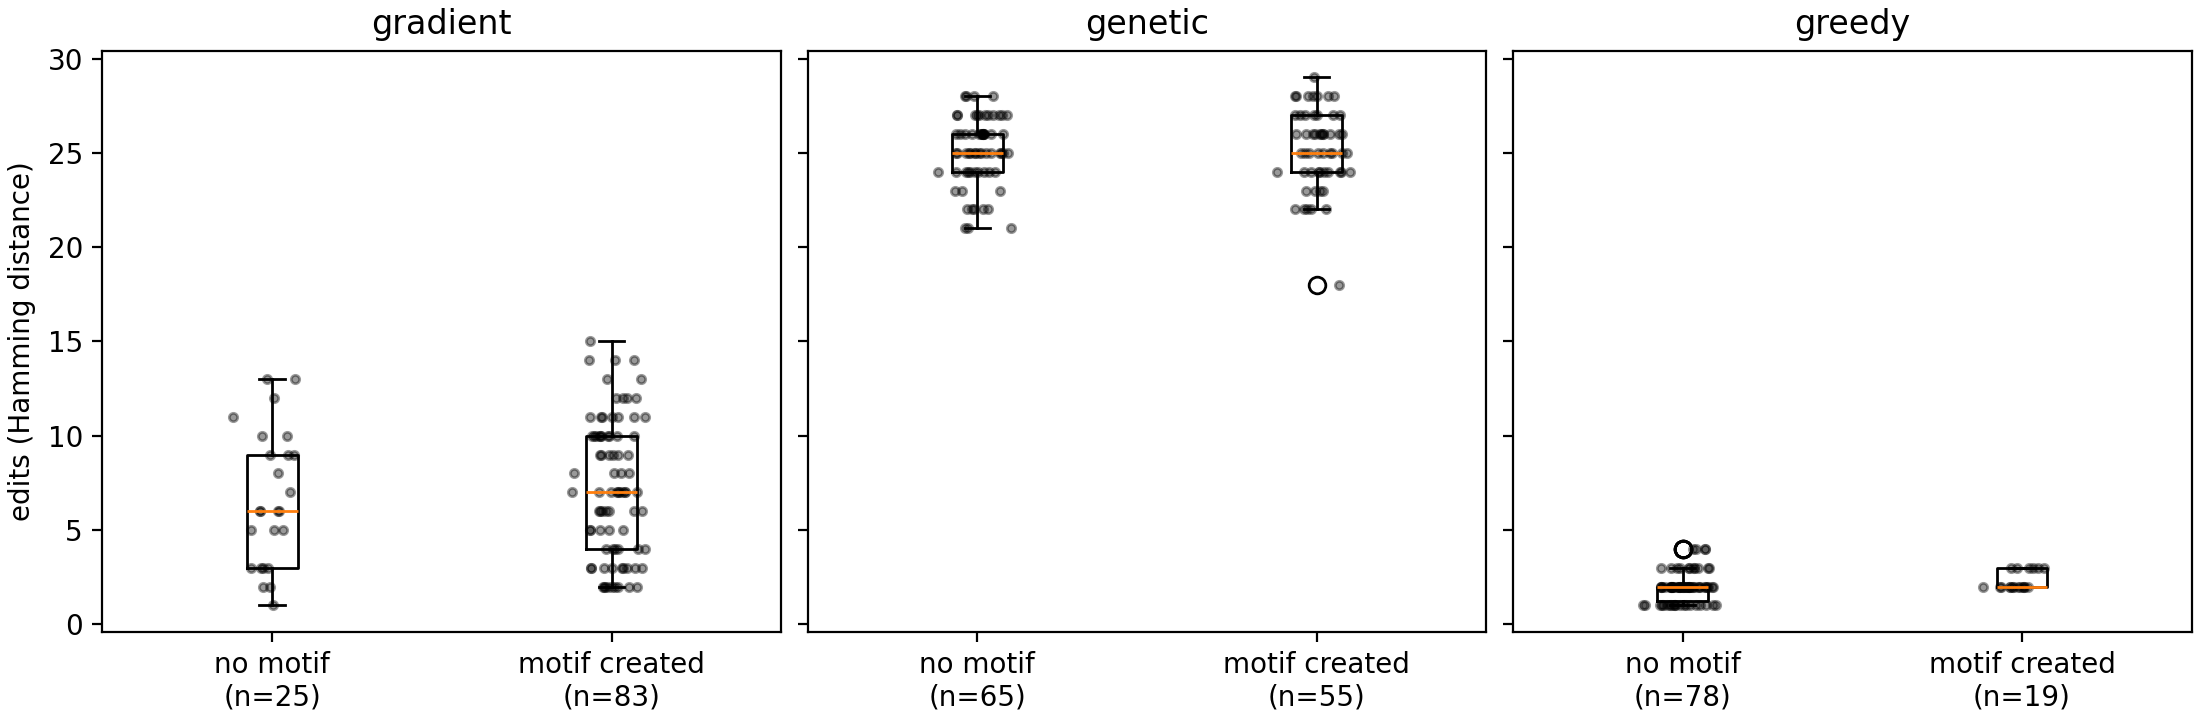 gradient
genetic
greedy
edits (Hamming distance)
30
25
20
15
10
5
0
no motif
(n=25)
motif created
(n=83)
no motif
(n=65)
motif created
(n=55)
no motif
(n=78)
motif created
(n=19)